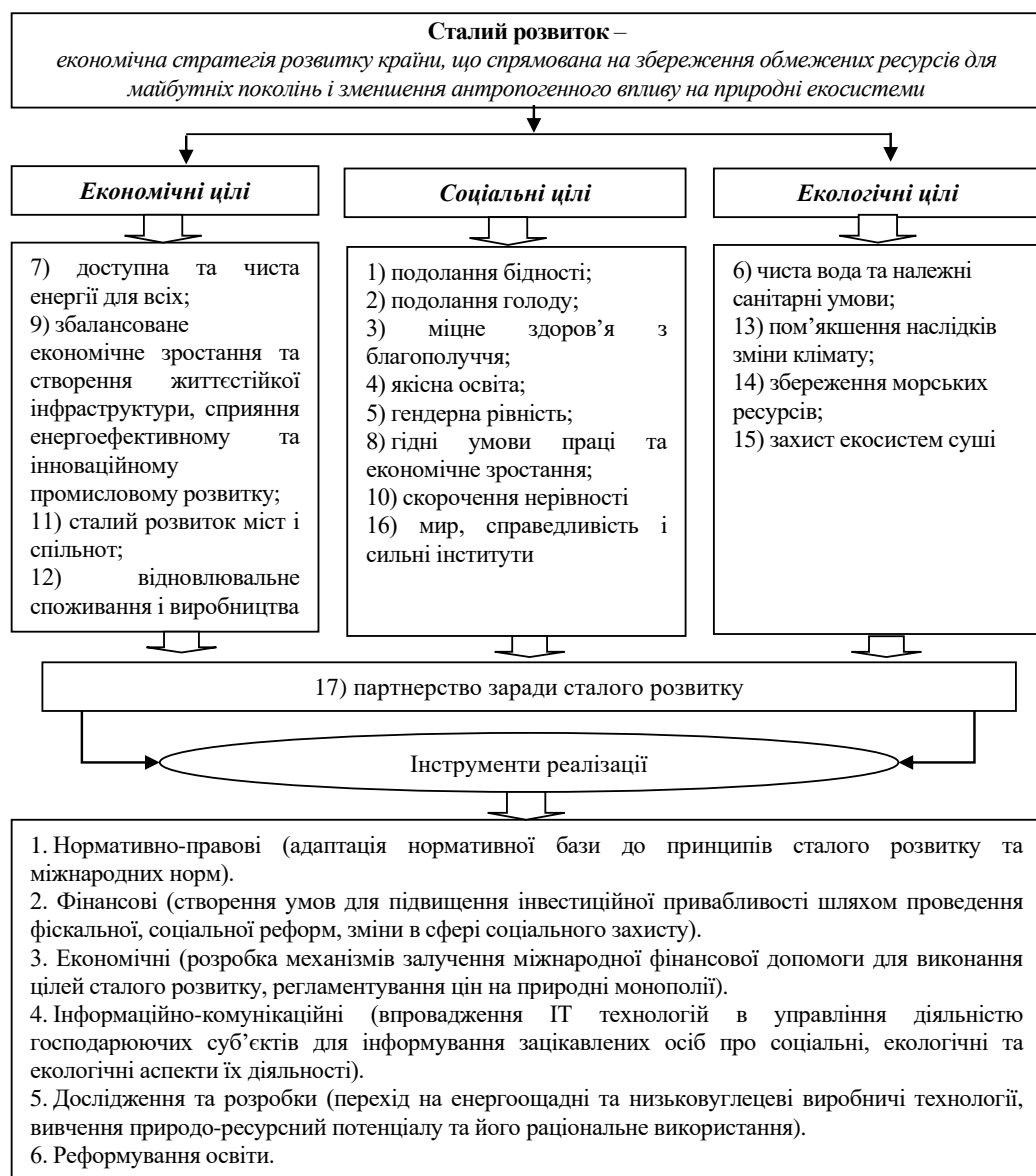 Сталий розвиток –
економічна стратегія розвитку країни, що спрямована на збереження обмежених ресурсів для
майбутніх поколінь і зменшення антропогенного впливу на природні екосистеми
Економічні цілі
7) доступна та чиста
енергії для всіх;
9) збалансоване
економічне зростання та
створення життєстійкої
інфраструктури, сприяння
енергоефективному та
інноваційному
промисловому розвитку;
11) сталий розвиток міст і
спільнот;
12) відновлювальне
споживання і виробництва
Соціальні цілі
1) подолання бідності;
2) подолання голоду;
3) міцне здоров’я з
благополуччя;
4) якісна освіта;
5) гендерна рівність;
8) гідні умови праці та
економічне зростання;
10) скорочення нерівності
16) мир, справедливість і
сильні інститути
Екологічні цілі
6) чиста вода та належні
санітарні умови;
13) пом’якшення наслідків
зміни клімату;
14) збереження морських
ресурсів;
15) захист екосистем суші
17) партнерство заради сталого розвитку
Інструменти реалізації
1. Нормативно-правові (адаптація нормативної бази до принципів сталого розвитку та
міжнародних норм).
2. Фінансові (створення умов для підвищення інвестиційної привабливості шляхом проведення
фіскальної, соціальної реформ, зміни в сфері соціального захисту).
3. Економічні (розробка механізмів залучення міжнародної фінансової допомоги для виконання
цілей сталого розвитку, регламентування цін на природні монополії).
4. Інформаційно-комунікаційні (впровадження ІТ технологій в управління діяльністю
господарюючих суб’єктів для інформування зацікавлених осіб про соціальні, екологічні та
екологічні аспекти їх діяльності).
5. Дослідження та розробки (перехід на енергоощадні та низьковуглецеві виробничі технології,
вивчення природо-ресурсний потенціалу та його раціональне використання).
6. Реформування освіти.